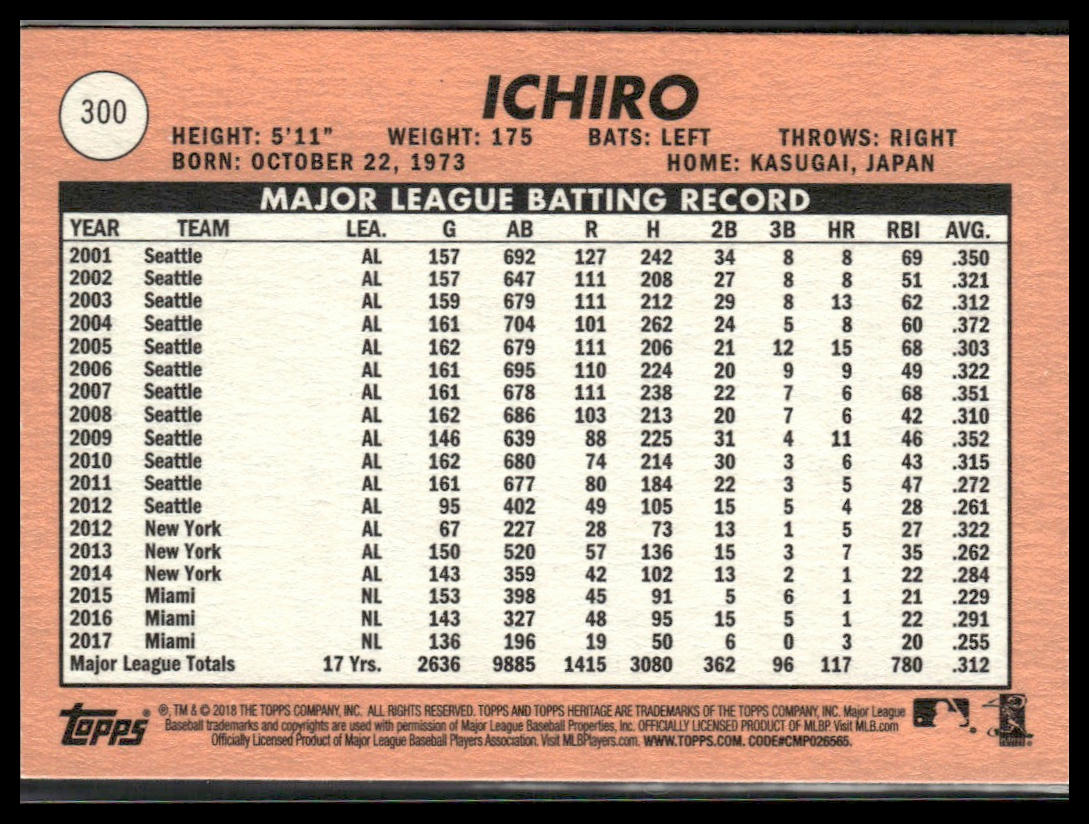 300
ICHIRO
HEIGHT: 5'11" WEIGHT: 175 BATS: LEFT THROWS: RIGHT
BORN: OCTOBER 22, 1973 HOME: KASUGAI, JAPAN
MAJOR LEAGUE BATTING RECORD
YEAR TEAM LEA. G AB R H 2B 3B HR RBI AVG.
2001 Seattle AL 157 692 127 242 34 8 8 69 .350
2002 Seattle AL 157 647 111 208 27 8 8 51 .321
2003 Seattle AL 159 679 111 212 29 8 13 62 .312
2004 Seattle AL 161 704 101 262 24 5 8 60 .372
2005 Seattle AL 162 679 111 206 21 12 15 68 .303
2006 Seattle AL 161 695 110 224 20 9 9 49 .322
2007 Seattle AL 161 678 111 238 22 7 6 68 .351
2008 Seattle AL 162 686 103 213 20 7 6 42 .310
2009 Seattle AL 146 639 88 225 31 4 11 46 .352
2010 Seattle AL 162 680 74 214 30 3 6 43 .315
2011 Seattle AL 161 677 80 184 22 3 5 47 .272
2012 Seattle AL 95 402 49 105 15 5 4 28 .261
2012 New York AL 67 227 28 73 13 1 5 27 .322
2013 New York AL 150 520 57 136 15 3 7 35 .262
2014 New York AL 143 359 42 102 13 2 1 22 .284
2015 Miami NL 153 398 45 91 5 6 1 21 .229
2016 Miami NL 143 327 48 95 15 5 1 22 .291
2017 Miami NL 136 196 19 50 6 0 3 20 .255
Major League Totals 17 Yrs. 2636 9885 1415 3080 362 96 117 780 .312
Topps® ®, TM & © 2018 THE TOPPS COMPANY, INC. ALL RIGHTS RESERVED. TOPPS AND TOPPS HERITAGE ARE TRADEMARKS OF THE TOPPS COMPANY, INC. Major League
Baseball trademarks and copyrights are used with permission of Major League Baseball Properties, Inc. OFFICIALLY LICENSED PRODUCT OF MLBP. Visit MLB.com
Officially Licensed Product of Major League Baseball Players Association. Visit MLBPlayers.com. WWW.TOPPS.COM. CODE#CMP026565.